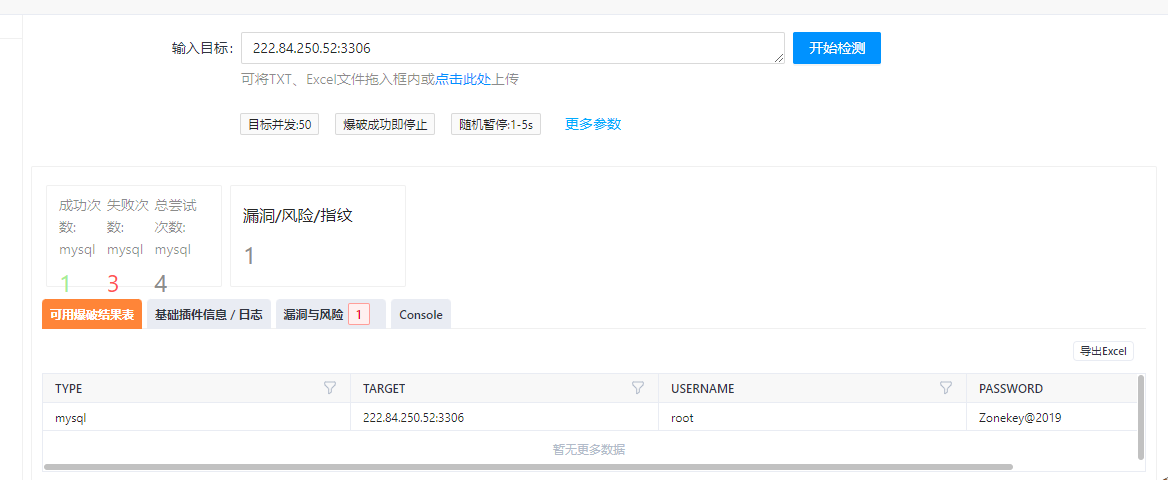 输入目标: 222.84.250.52:3306 开始检测
可将TXT、Excel文件拖入框内或点击此处上传
目标并发:50 爆破成功即停止 随机暂停:1-5s 更多参数
成功次 失败次 总尝试
数: 数: 次数:
mysql mysql mysql
1 3 4
漏洞/风险/指纹
1
可用爆破结果表 基础插件信息 / 日志 漏洞与风险 1 Console
导出Excel
TYPE TARGET USERNAME PASSWORD
mysql 222.84.250.52:3306 root Zonekey@2019
暂无更多数据